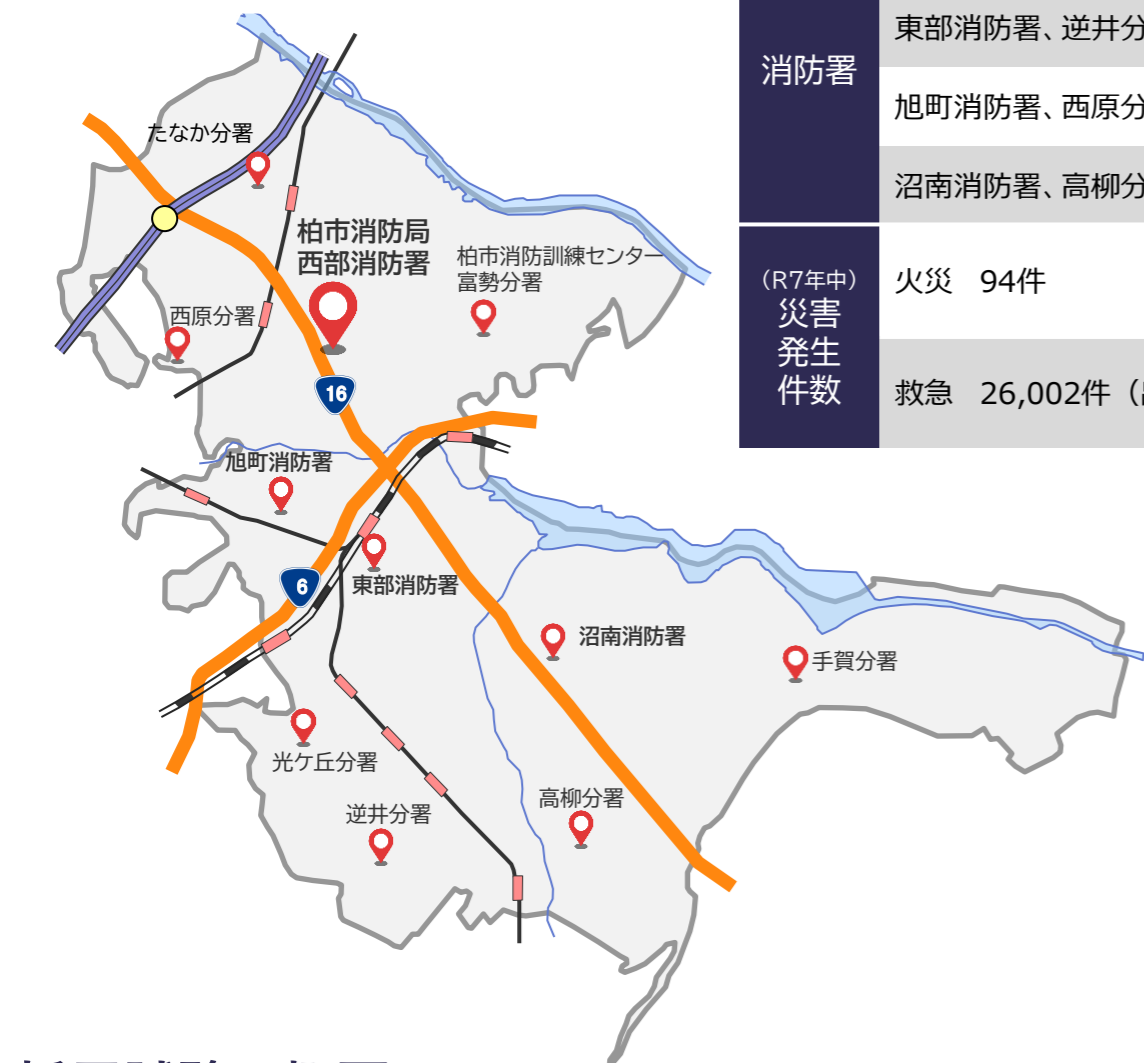 たなか分署
柏市消防局
西部消防署
柏市消防訓練センター
富勢分署
西原分署
16
旭町消防署
6
東部消防署
沼南消防署
手賀分署
光ケ丘分署
高柳分署
逆井分署
消防署
東部消防署、逆井分
旭町消防署、西原分
沼南消防署、高柳分
(R7年中)
災害
発生
件数
火災 94件
救急 26,002件（